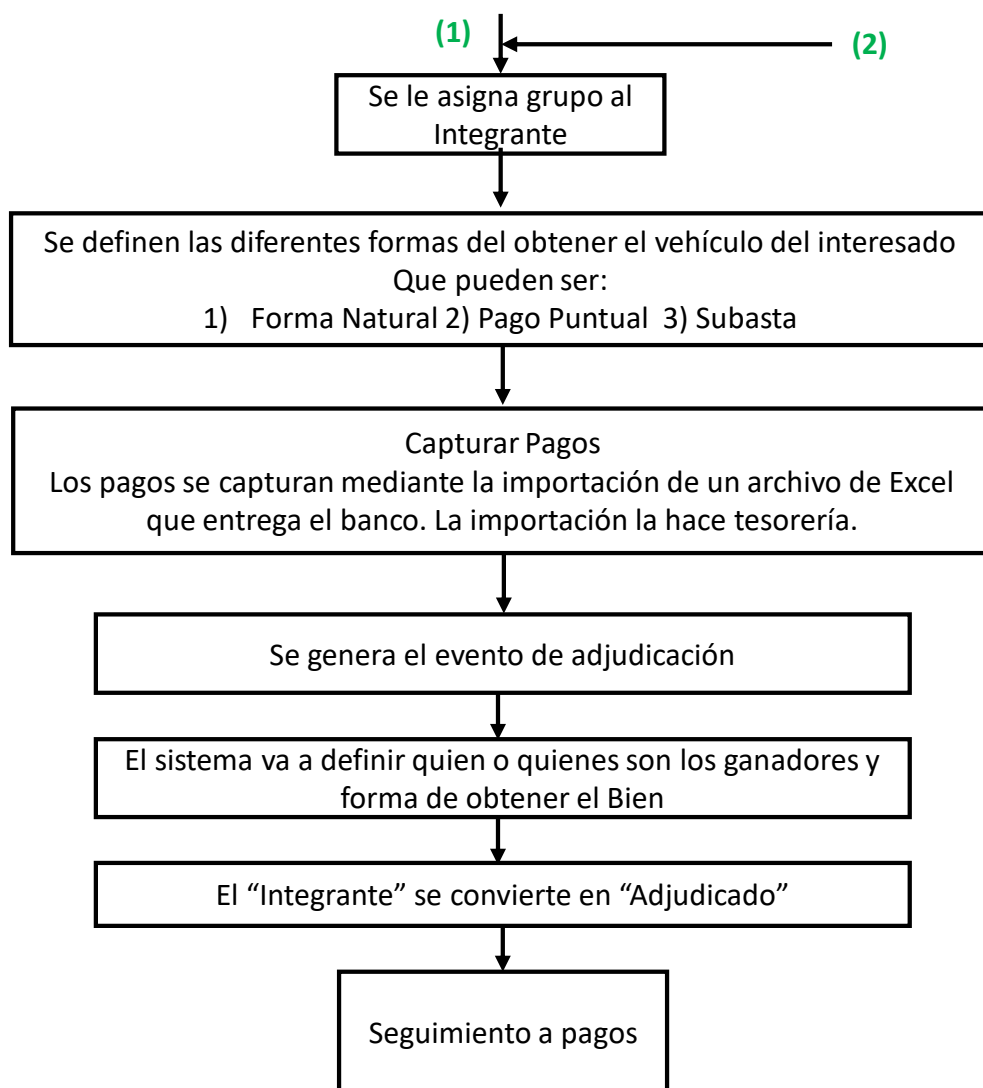 (1)
(2)
Se le asigna grupo al
Integrante
Se definen las diferentes formas del obtener el vehículo del interesado
Que pueden ser:
1) Forma Natural 2) Pago Puntual 3) Subasta
Capturar Pagos
Los pagos se capturan mediante la importación de un archivo de Excel
que entrega el banco. La importación la hace tesorería.
Se genera el evento de adjudicación
El sistema va a definir quien o quienes son los ganadores y
forma de obtener el Bien
El “Integrante” se convierte en “Adjudicado”
Seguimiento a pagos